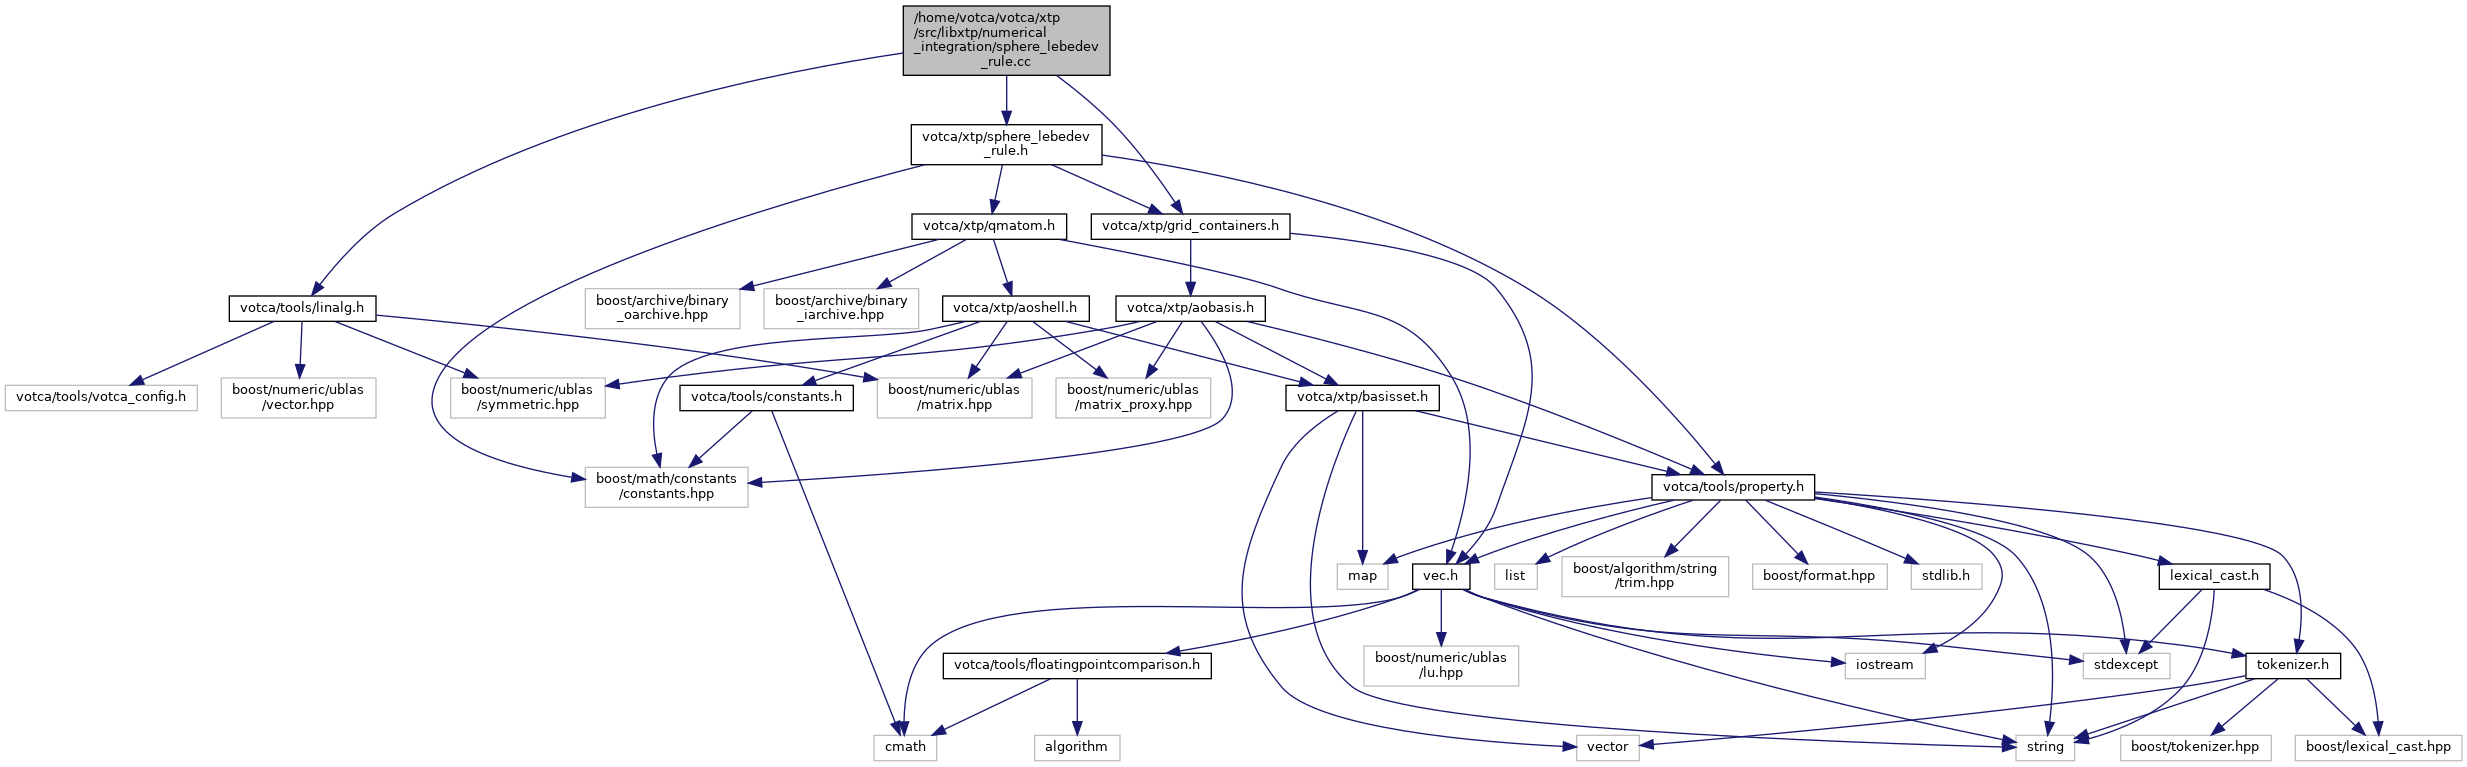 /home/votca/votca/xtp
/src/libxtp/numerical
_integration/sphere_lebedev
_rule.cc
votca/xtp/sphere_lebedev
_rule.h
votca/xtp/qmatom.h
votca/xtp/grid_containers.h
votca/tools/linalg.h
boost/archive/binary
_oarchive.hpp
boost/archive/binary
_iarchive.hpp
votca/xtp/aoshell.h
votca/xtp/aobasis.h
votca/tools/votca_config.h
boost/numeric/ublas
/vector.hpp
boost/numeric/ublas
/symmetric.hpp
votca/tools/constants.h
boost/numeric/ublas
/matrix.hpp
boost/numeric/ublas
/matrix_proxy.hpp
votca/xtp/basisset.h
boost/math/constants
/constants.hpp
votca/tools/property.h
map
vec.h
list
boost/algorithm/string
/trim.hpp
boost/format.hpp
stdlib.h
lexical_cast.h
votca/tools/floatingpointcomparison.h
boost/numeric/ublas
/lu.hpp
iostream
stdexcept
tokenizer.h
cmath
algorithm
vector
string
boost/tokenizer.hpp
boost/lexical_cast.hpp